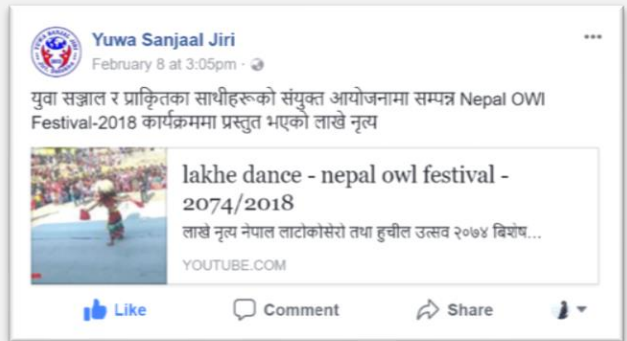 Yuwa Sanjaal Jiri
February 8 at 3:05pm ·
युवा सञ्जाल र प्राकृितका साथीहरूको संयुक्त आयोजनामा सम्पन्न Nepal OWl
Festival-2018 कार्यक्रममा प्रस्तुत भएको लाखे नृत्य
lakhe dance - nepal owl festival -
2074/2018
लाखे नृत्य नेपाल लाटोकोसेरो तथा हुचील उत्सव २०७४ बिशेष...
YOUTUBE.COM
Like Comment Share